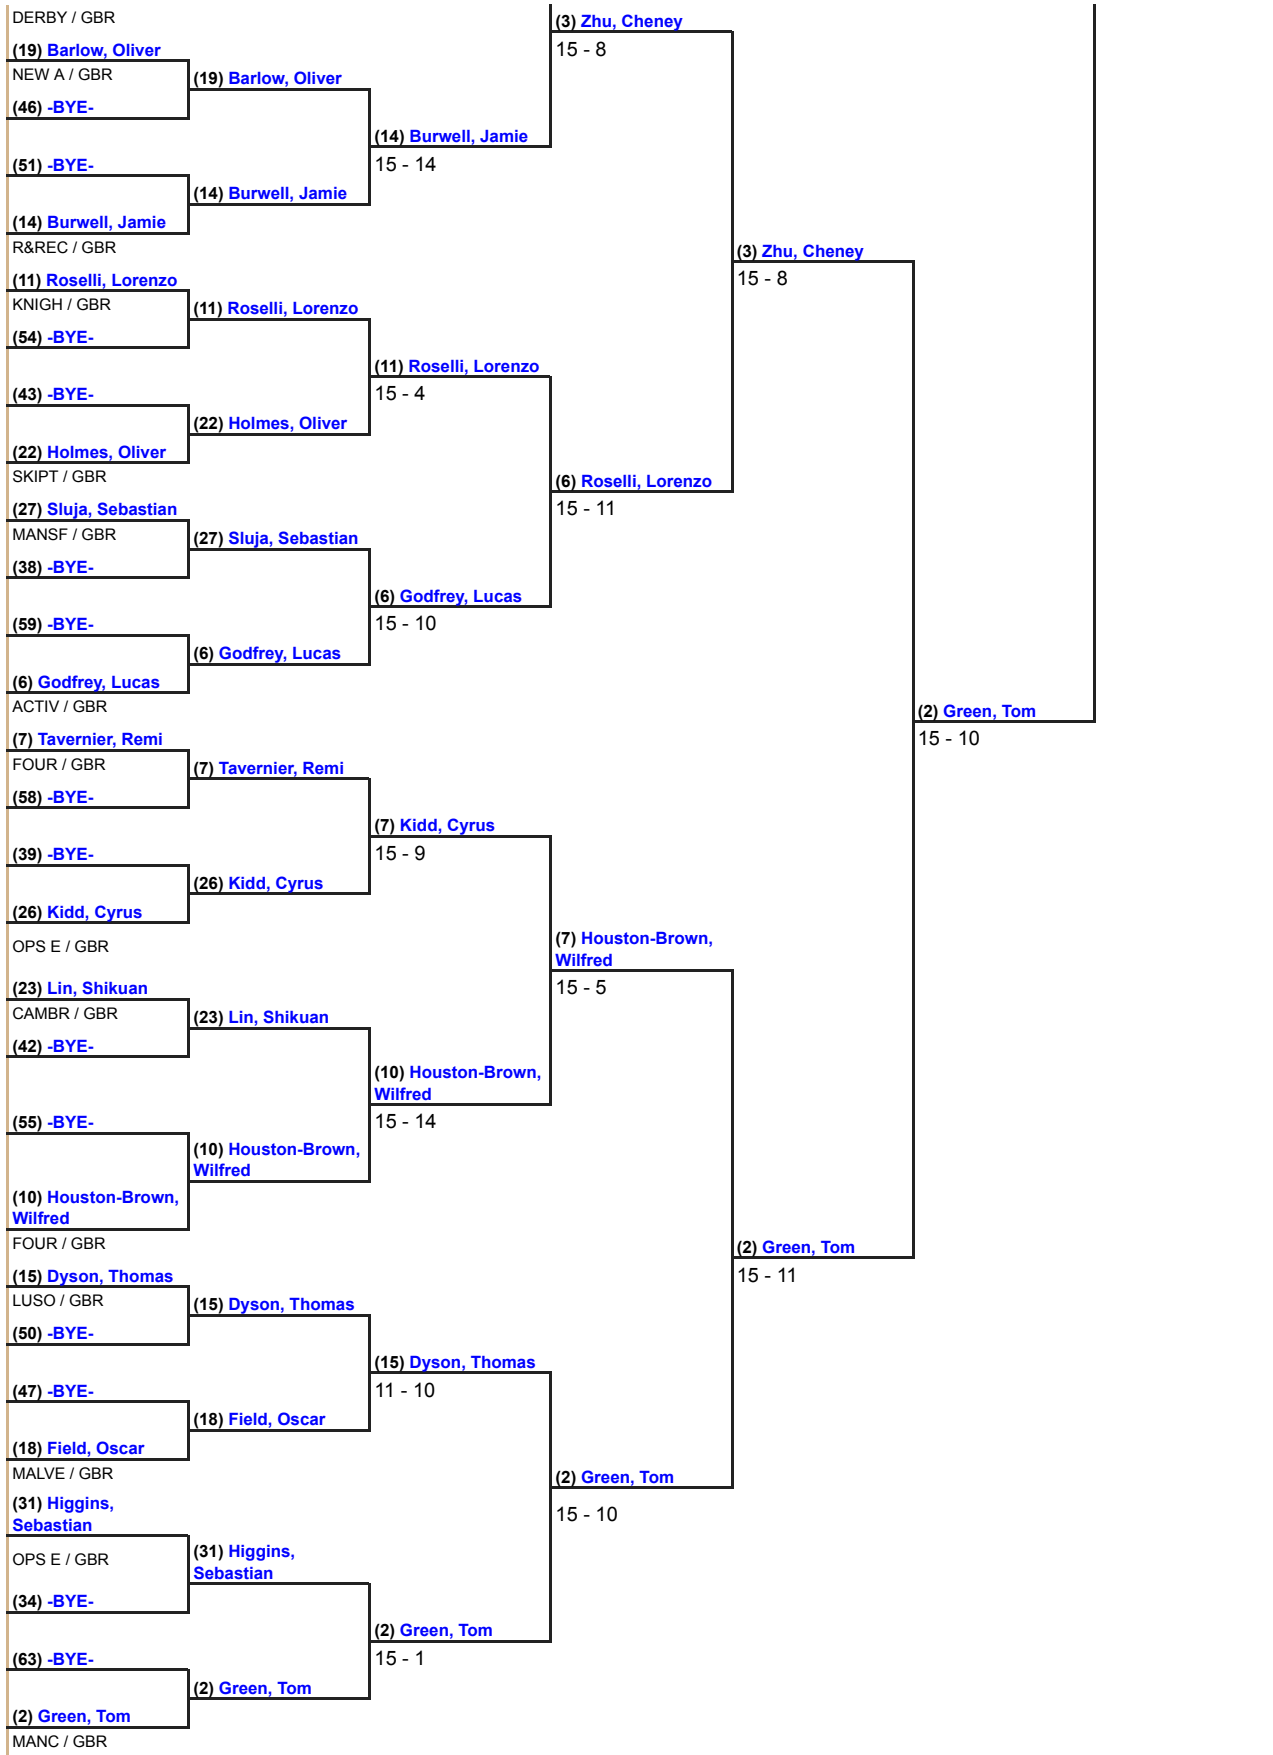 DERBY / GBR
(19) Barlow, Oliver
NEW A / GBR
(46) -BYE-
(51) -BYE-
(14) Burwell, Jamie
R&REC / GBR
(11) Roselli, Lorenzo
KNIGH / GBR
(54) -BYE-
(43) -BYE-
(22) Holmes, Oliver
SKIPT / GBR
(27) Sluja, Sebastian
MANSF / GBR
(38) -BYE-
(59) -BYE-
(6) Godfrey, Lucas
ACTIV / GBR
(7) Tavernier, Remi
FOUR / GBR
(58) -BYE-
(39) -BYE-
(26) Kidd, Cyrus
OPS E / GBR
(23) Lin, Shikuan
CAMBR / GBR
(42) -BYE-
(55) -BYE-
(10) Houston-Brown,
Wilfred
FOUR / GBR
(15) Dyson, Thomas
LUSO / GBR
(50) -BYE-
(47) -BYE-
(18) Field, Oscar
MALVE / GBR
(31) Higgins,
Sebastian
OPS E / GBR
(34) -BYE-
(63) -BYE-
(2) Green, Tom
MANC / GBR
(19) Barlow, Oliver
(14) Burwell, Jamie
(11) Roselli, Lorenzo
(22) Holmes, Oliver
(27) Sluja, Sebastian
(6) Godfrey, Lucas
(7) Tavernier, Remi
(26) Kidd, Cyrus
(23) Lin, Shikuan
(10) Houston-Brown,
Wilfred
(15) Dyson, Thomas
(18) Field, Oscar
(31) Higgins,
Sebastian
(2) Green, Tom
(14) Burwell, Jamie
15 - 14
(11) Roselli, Lorenzo
15 - 4
(6) Godfrey, Lucas
15 - 10
(7) Kidd, Cyrus
15 - 9
(10) Houston-Brown,
Wilfred
15 - 14
(15) Dyson, Thomas
11 - 10
(2) Green, Tom
15 - 1
(3) Zhu, Cheney
15 - 8
(6) Roselli, Lorenzo
15 - 11
(7) Houston-Brown,
Wilfred
15 - 5
(2) Green, Tom
15 - 10
(3) Zhu, Cheney
15 - 8
(2) Green, Tom
15 - 11
(2) Green, Tom
15 - 10